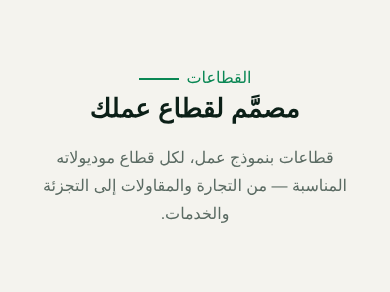 القطاعات
مصمَّم لقطاع عملك
قطاعات بنموذج عمل، لكل قطاع موديولاته
المناسبة — من التجارة والمقاولات إلى التجزئة
والخدمات.